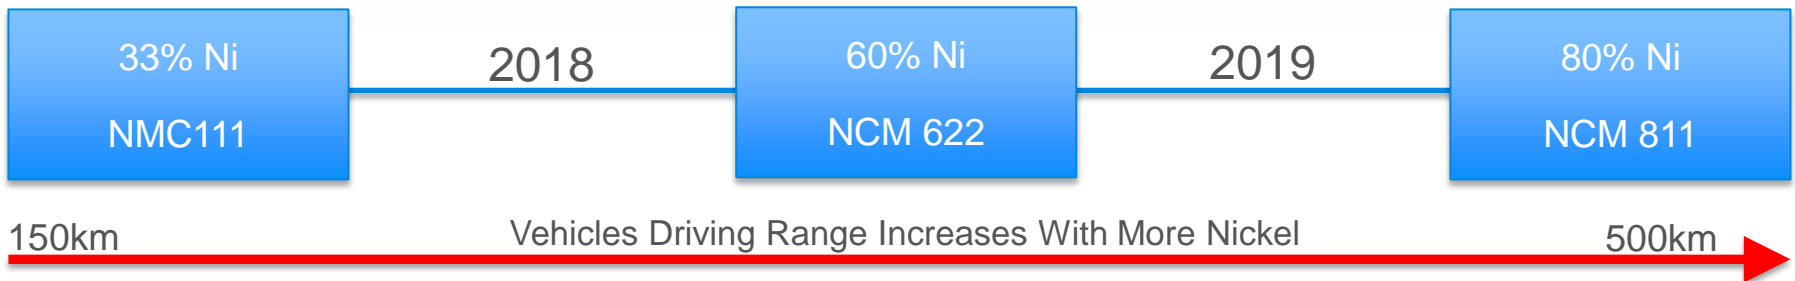 33% Ni
NMC111
2018
60% Ni
NCM 622
2019
80% Ni
NCM 811
150km
Vehicles Driving Range Increases With More Nickel
500km